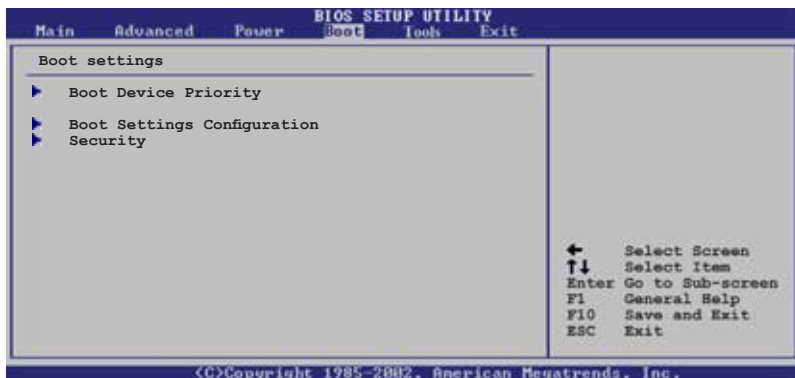 BIOS SETUP UTILITY
Main Advanced Power Boot Tools Exit
Boot settings
Boot Device Priority
Boot Settings Configuration
Security
← Select Screen
↑↓ Select Item
Enter Go to Sub-screen
F1 General Help
F10 Save and Exit
ESC Exit
(C)Copyright 1985-2002, American Megatrends, Inc.